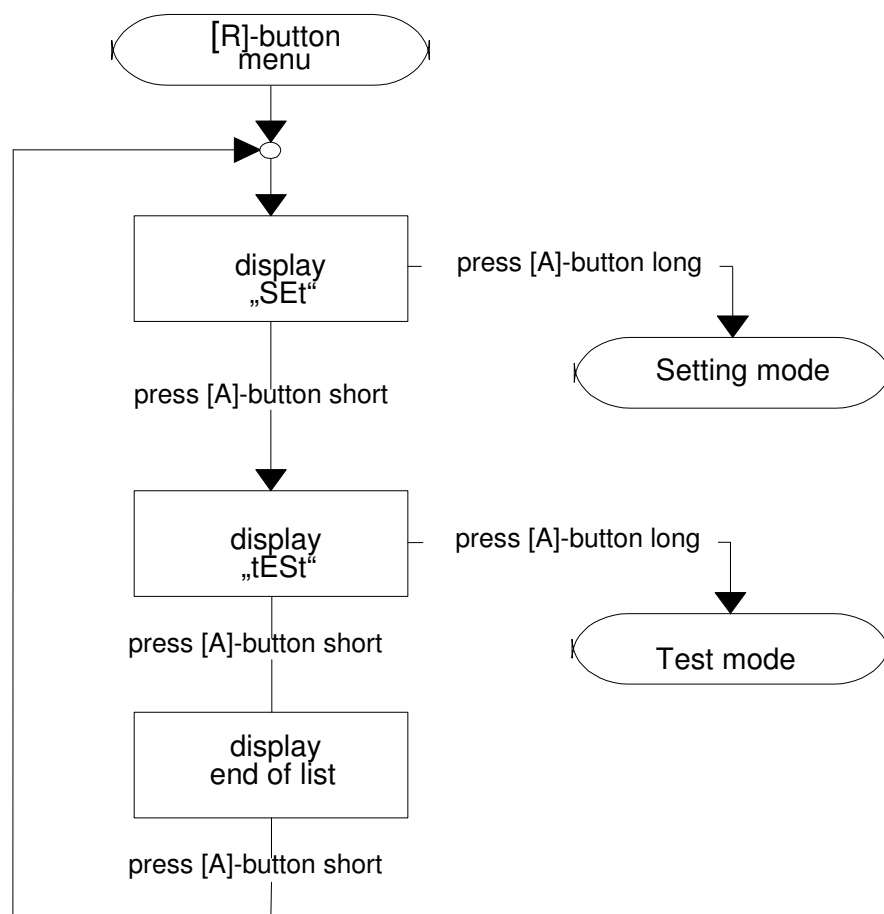 [R]-button
menu
display
„SEt“
press [A]-button long
Setting mode
press [A]-button short
display
„tESt“
press [A]-button long
Test mode
press [A]-button short
display
end of list
press [A]-button short